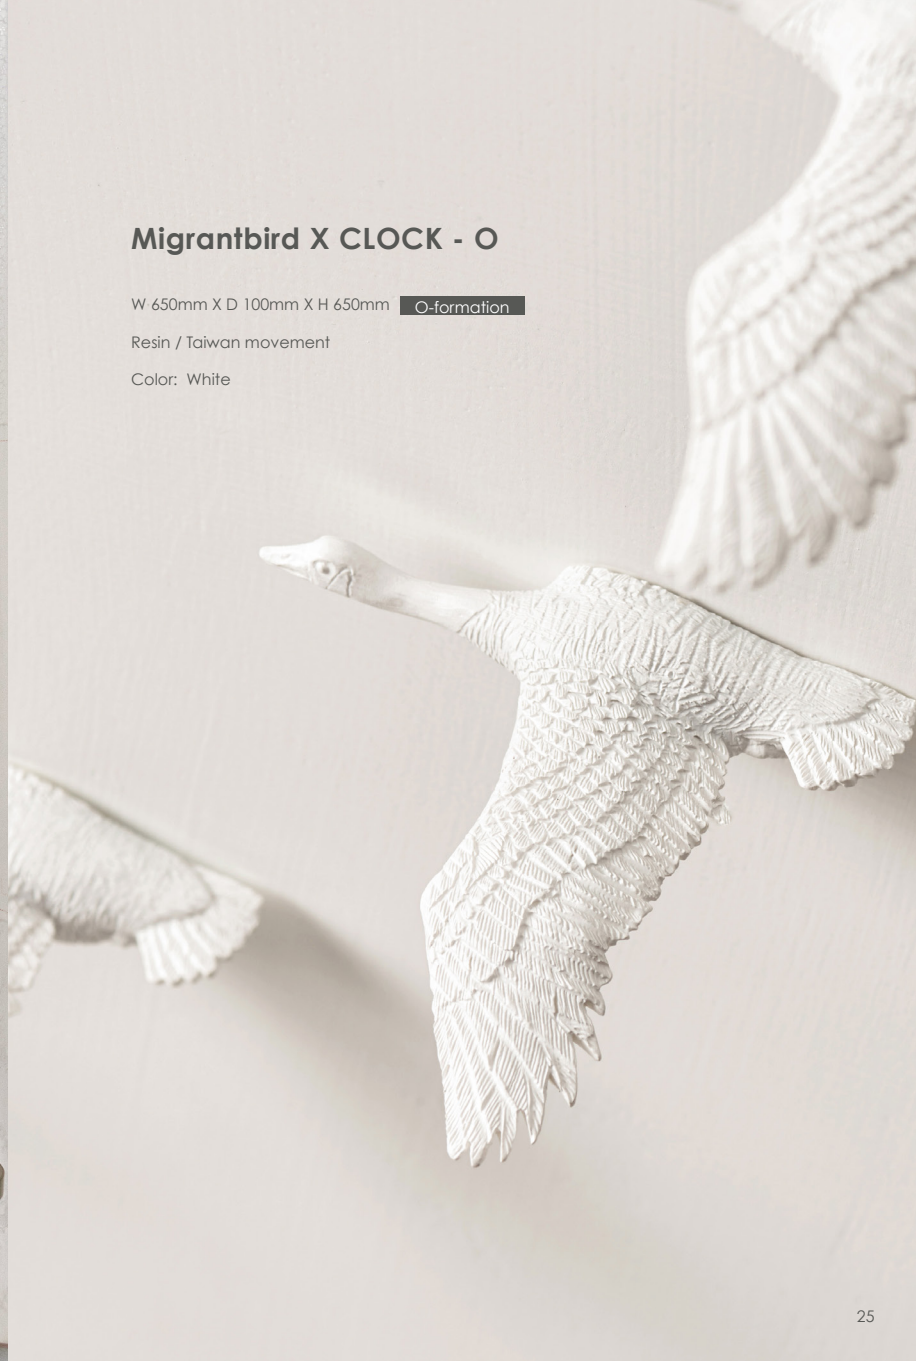 Migrantbird X CLOCK - O
W 650mm X D 100mm X H 650mm O-formation
Resin / Taiwan movement
Color: White
25